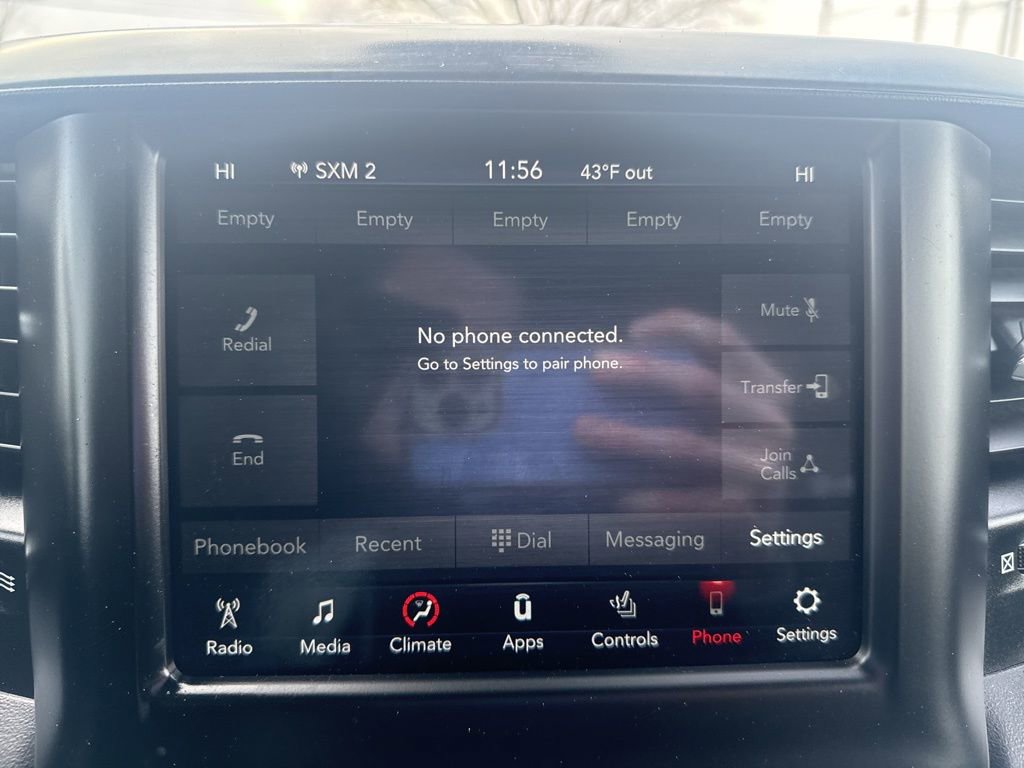 HI SXM 2 11:56 43°F out HI
Empty Empty Empty Empty Empty
No phone connected.
Go to Settings to pair phone.
Redial
End
Mute
Transfer
Join
Calls
Phonebook Recent Dial Messaging Settings
Radio Media Climate Apps Controls Phone Settings